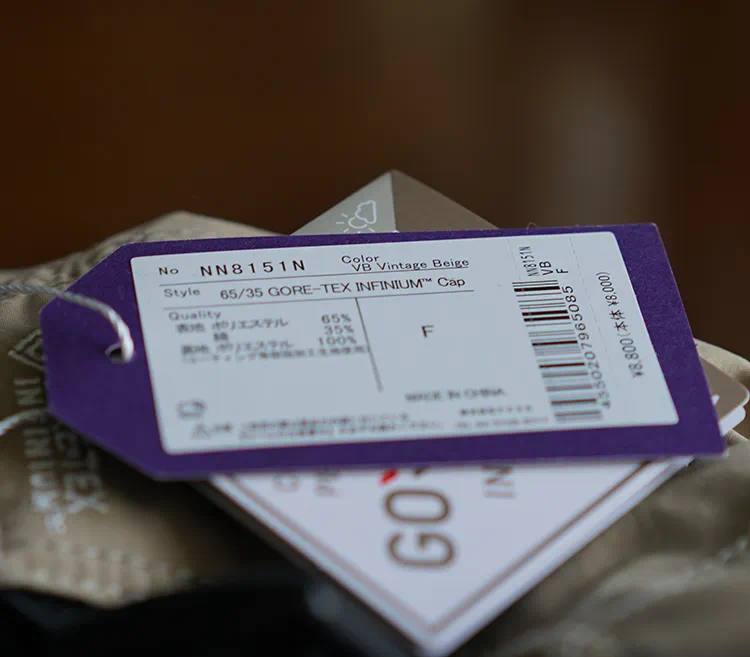 No NN8151N
Color
VB Vintage Beige
Style 65/35 GORE-TEX INFINIUM™ Cap
Quality
表地 ポリエステル 65%
綿 35%
裏地 ポリエステル 100%
F
MADE IN CHINA
NN8151N
VB F
4550207965085
¥8,800(本体 ¥8,000)
GO
IN